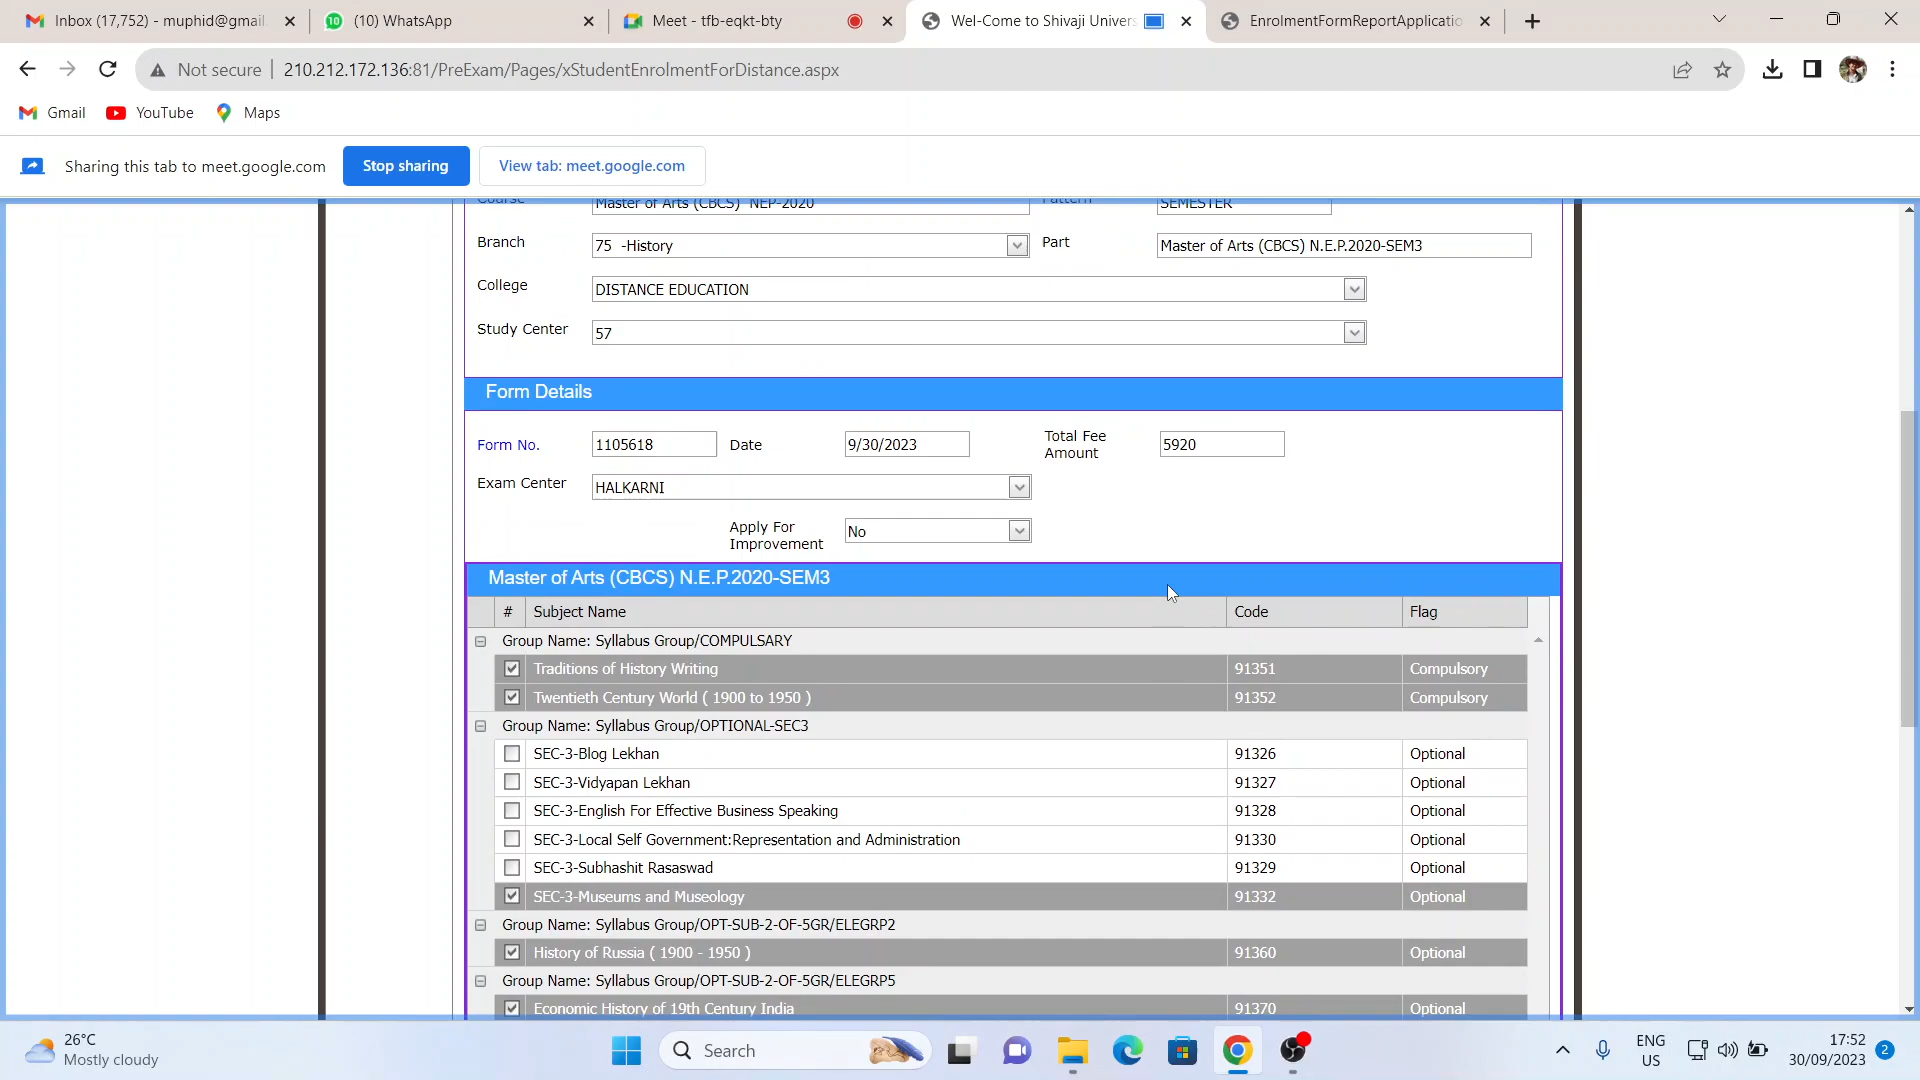 Inbox (17,752) - muphid@gmail.
10 (10) WhatsApp
Meet - tfb-eqkt-bty
Wel-Come to Shivaji Univers
EnrolmentFormReportApplicatio
Not secure 210.212.172.136:81/PreExam/Pages/xStudentEnrolmentForDistance.aspx
Gmail YouTube Maps
Sharing this tab to meet.google.com Stop sharing View tab: meet.google.com
Course Master of Arts (CBCS) NEP-2020 Pattern SEMESTER
Branch 75 -History Part Master of Arts (CBCS) N.E.P.2020-SEM3
College DISTANCE EDUCATION
Study Center 57
Form Details
Form No. 1105618 Date 9/30/2023 Total Fee
Amount 5920
Exam Center HALKARNI
Apply For
Improvement No
Master of Arts (CBCS) N.E.P.2020-SEM3
# Subject Name Code Flag
Group Name: Syllabus Group/COMPULSARY
Traditions of History Writing 91351 Compulsory
Twentieth Century World ( 1900 to 1950 ) 91352 Compulsory
Group Name: Syllabus Group/OPTIONAL-SEC3
SEC-3-Blog Lekhan 91326 Optional
SEC-3-Vidyapan Lekhan 91327 Optional
SEC-3-English For Effective Business Speaking 91328 Optional
SEC-3-Local Self Government:Representation and Administration 91330 Optional
SEC-3-Subhashit Rasaswad 91329 Optional
SEC-3-Museums and Museology 91332 Optional
Group Name: Syllabus Group/OPT-SUB-2-OF-5GR/ELEGRP2
History of Russia ( 1900 - 1950 ) 91360 Optional
Group Name: Syllabus Group/OPT-SUB-2-OF-5GR/ELEGRP5
Economic History of 19th Century India 91370 Optional
26°C
Mostly cloudy
Search
ENG
US
17:52
30/09/2023
2